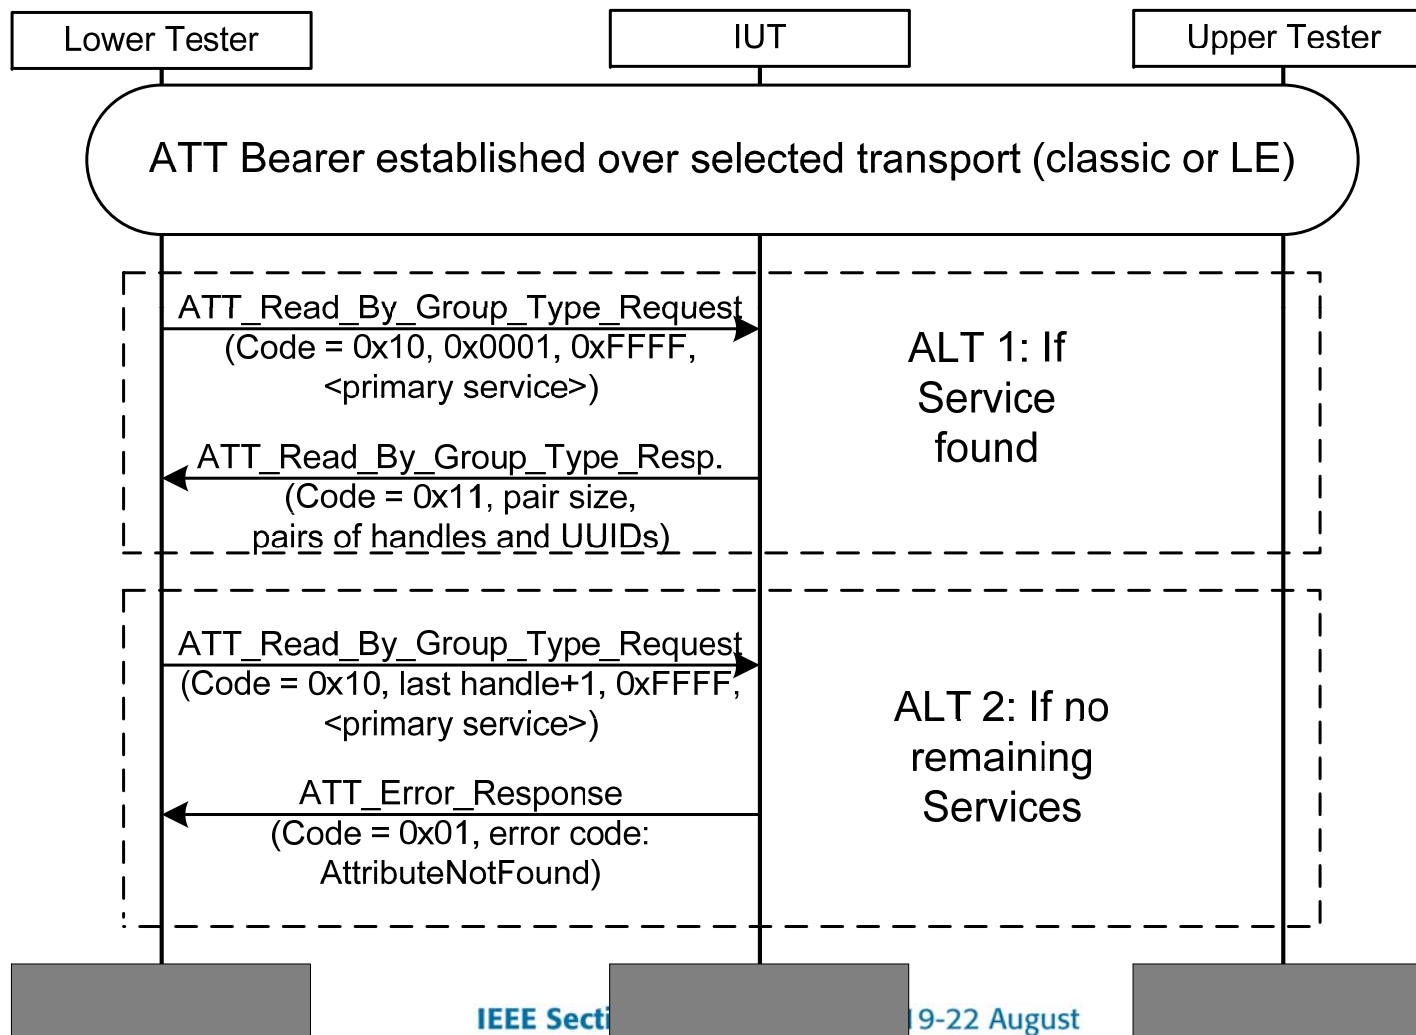 Lower Tester
IUT
Upper Tester
ATT Bearer established over selected transport (classic or LE)
ATT_Read_By_Group_Type_Request
(Code = 0x10, 0x0001, 0xFFFF,
<primary service>)
ALT 1: If
Service
found
ATT_Read_By_Group_Type_Resp.
(Code = 0x11, pair size,
pairs of handles and UUIDs)
ATT_Read_By_Group_Type_Request
(Code = 0x10, last handle+1, 0xFFFF,
<primary service>)
ALT 2: If no
remaining
Services
ATT_Error_Response
(Code = 0x01, error code:
AttributeNotFound)
IEEE 19-22 August